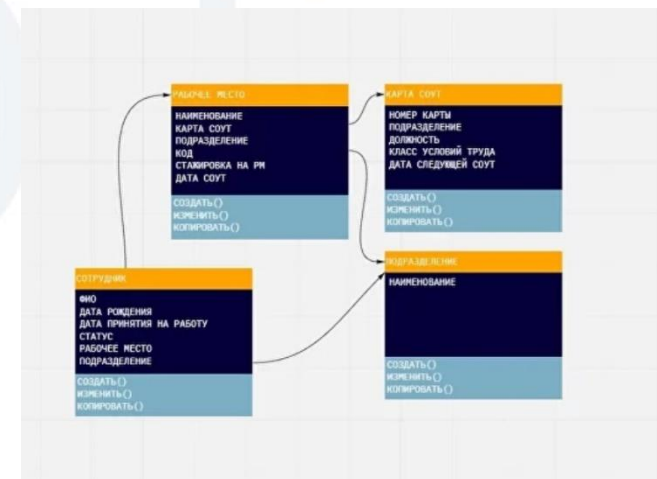 РАБОЧЕЕ МЕСТО
НАИМЕНОВАНИЕ
КАРТА СОУТ
ПОДРАЗДЕЛЕНИЕ
КОД
СТАЖИРОВКА НА РМ
ДАТА СОУТ
СОЗДАТЬ()
ИЗМЕНИТЬ()
КОПИРОВАТЬ()
КАРТА СОУТ
НОМЕР КАРТЫ
ПОДРАЗДЕЛЕНИЕ
ДОЛЖНОСТЬ
КЛАСС УСЛОВИЙ ТРУДА
ДАТА СЛЕДУЮЩЕЙ СОУТ
СОЗДАТЬ()
ИЗМЕНИТЬ()
КОПИРОВАТЬ()
СОТРУДНИК
ФИО
ДАТА РОЖДЕНИЯ
ДАТА ПРИНЯТИЯ НА РАБОТУ
СТАТУС
РАБОЧЕЕ МЕСТО
ПОДРАЗДЕЛЕНИЕ
СОЗДАТЬ()
ИЗМЕНИТЬ()
КОПИРОВАТЬ()
ПОДРАЗДЕЛЕНИЕ
НАИМЕНОВАНИЕ
СОЗДАТЬ()
ИЗМЕНИТЬ()
КОПИРОВАТЬ()